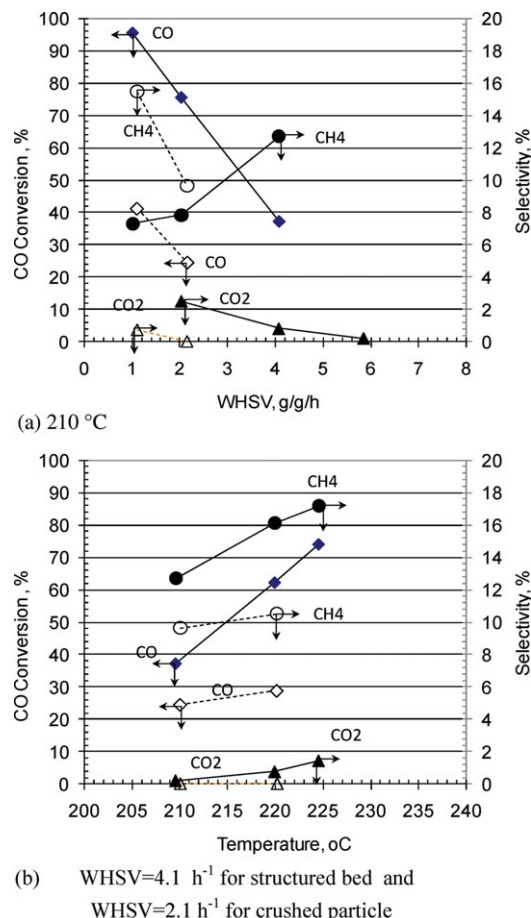 100
90
80
70
60
50
40
30
20
10
0
CO Conversion, %
20
18
16
14
12
10
8
6
4
2
0
Selectivity, %
CO
CH4
CH4
CO
CO2
CO2
0 1 2 3 4 5 6 7 8
WHSV, g/g/h
(a) 210 °C
100
90
80
70
60
50
40
30
20
10
0
CO Conversion, %
20
18
16
14
12
10
8
6
4
2
0
Selectivity, %
CH4
CH4
CO
CO
CO2
CO2
200 205 210 215 220 225 230 235 240
Temperature, oC
(b) WHSV=4.1 h-1 for structured bed and
WHSV=2.1 h-1 for crushed particle